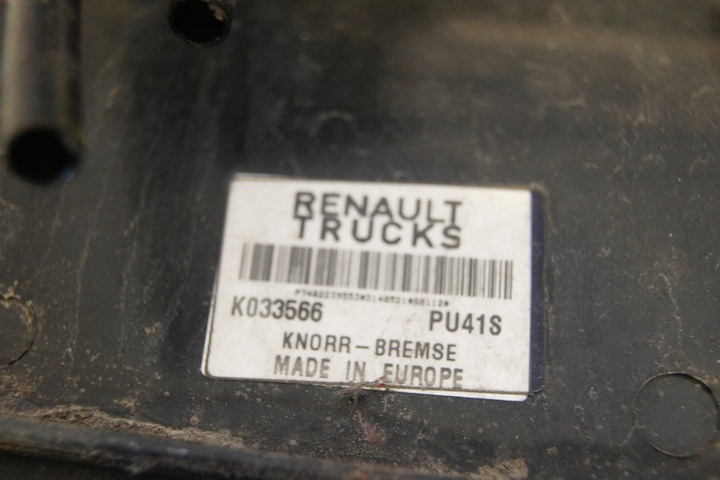 RENAULT
TRUCKS
K033566 PU41S
KNORR-BREMSE
MADE IN EUROPE